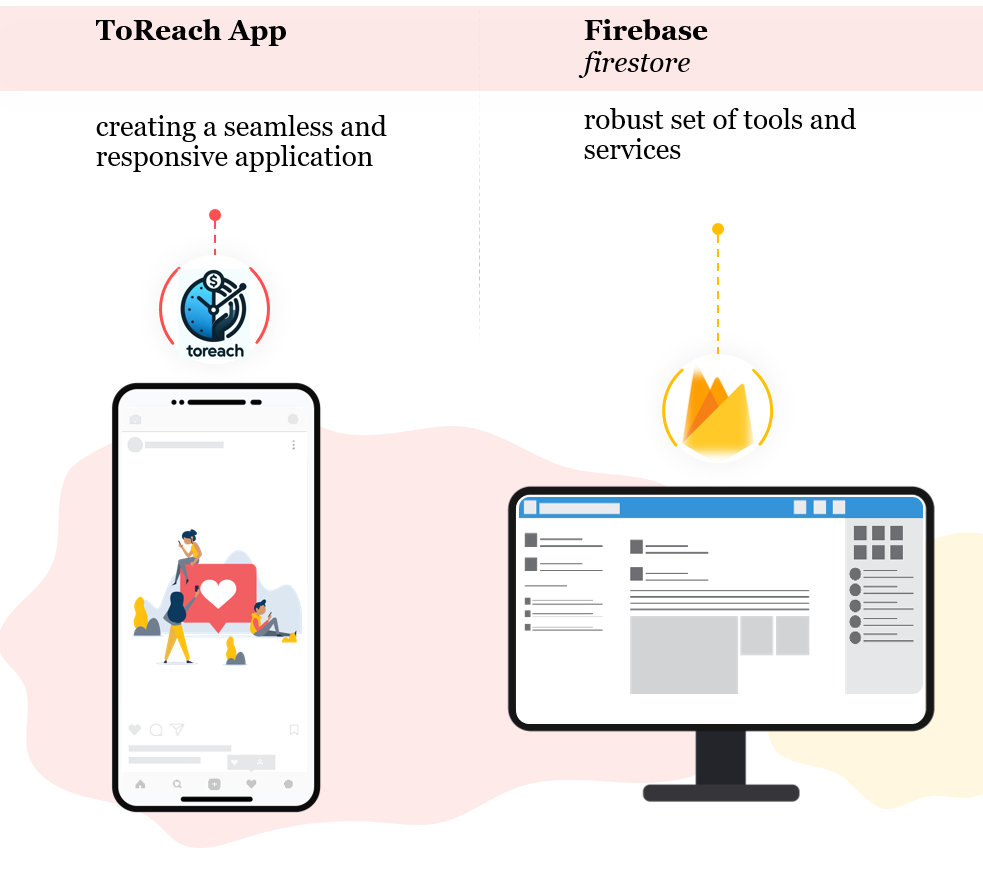 ToReach App
creating a seamless and
responsive application
$
toreach
Firebase
firestore
robust set of tools and
services